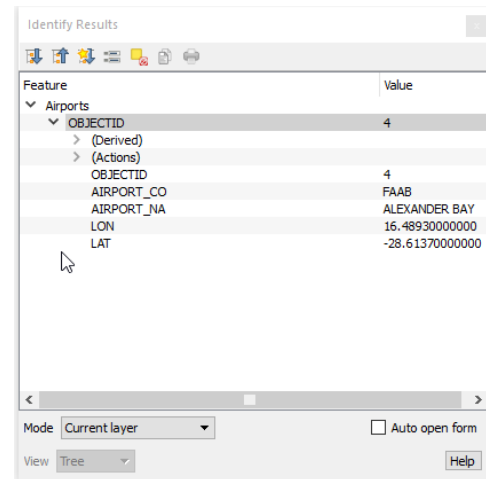 Identify Results
Feature Value
Airports
OBJECTID 4
(Derived)
(Actions)
OBJECTID 4
AIRPORT_CO FAAB
AIRPORT_NA ALEXANDER BAY
LON 16.48930000000
LAT -28.61370000000
Mode Current layer Auto open form
View Tree Help